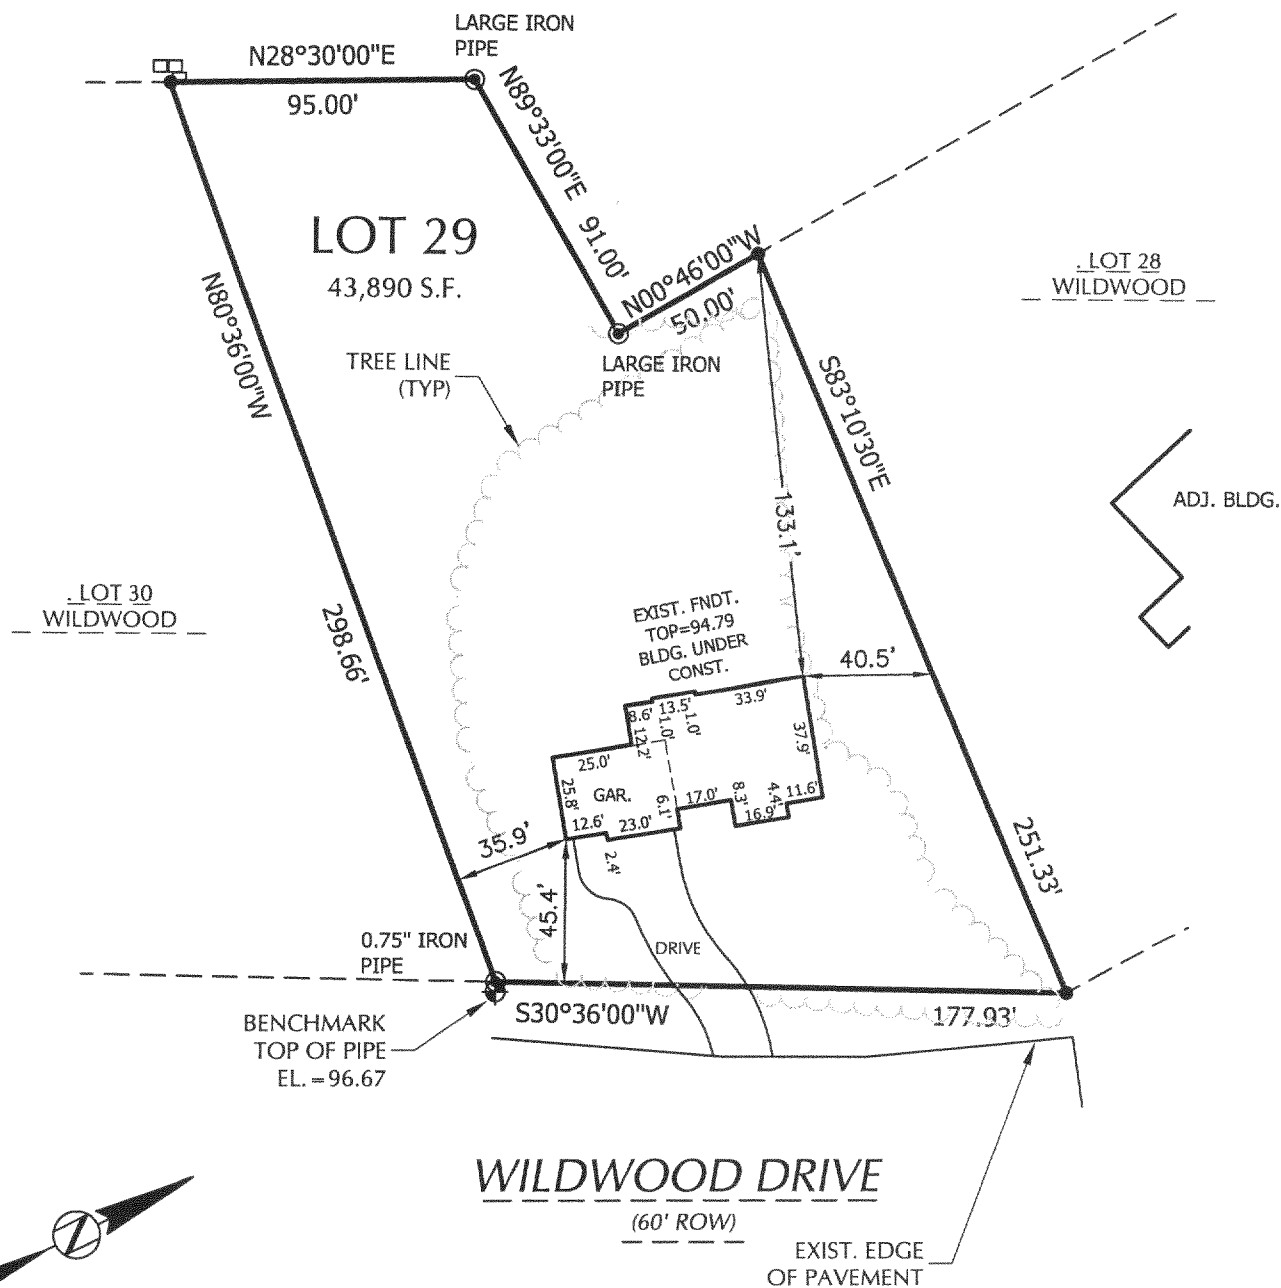 LARGE IRON
PIPE
N28°30'00"E
95.00'
N89°33'00"E 91.00'
LOT 29
43,890 S.F.
N00°46'00"W
50.00'
. LOT 28
WILDWOOD
LARGE IRON
PIPE
TREE LINE
(TYP)
N80°36'00"W
298.66'
S83°10'30"E
251.33'
ADJ. BLDG.
133.1'
. LOT 30
WILDWOOD
EXIST. FNDT.
TOP=94.79
BLDG. UNDER
CONST.
40.5'
8.6'
13.5'
1.0'
1.0'
33.9'
12.2'
37.9'
25.0'
25.8'
GAR.
6.1'
17.0'
8.3'
4.4'
11.6'
16.9'
12.6'
23.0'
2.4'
35.9'
45.4'
DRIVE
0.75" IRON
PIPE
S30°36'00"W
177.93'
BENCHMARK
TOP OF PIPE
EL. =96.67
WILDWOOD DRIVE
(60' ROW)
EXIST. EDGE
OF PAVEMENT
Z